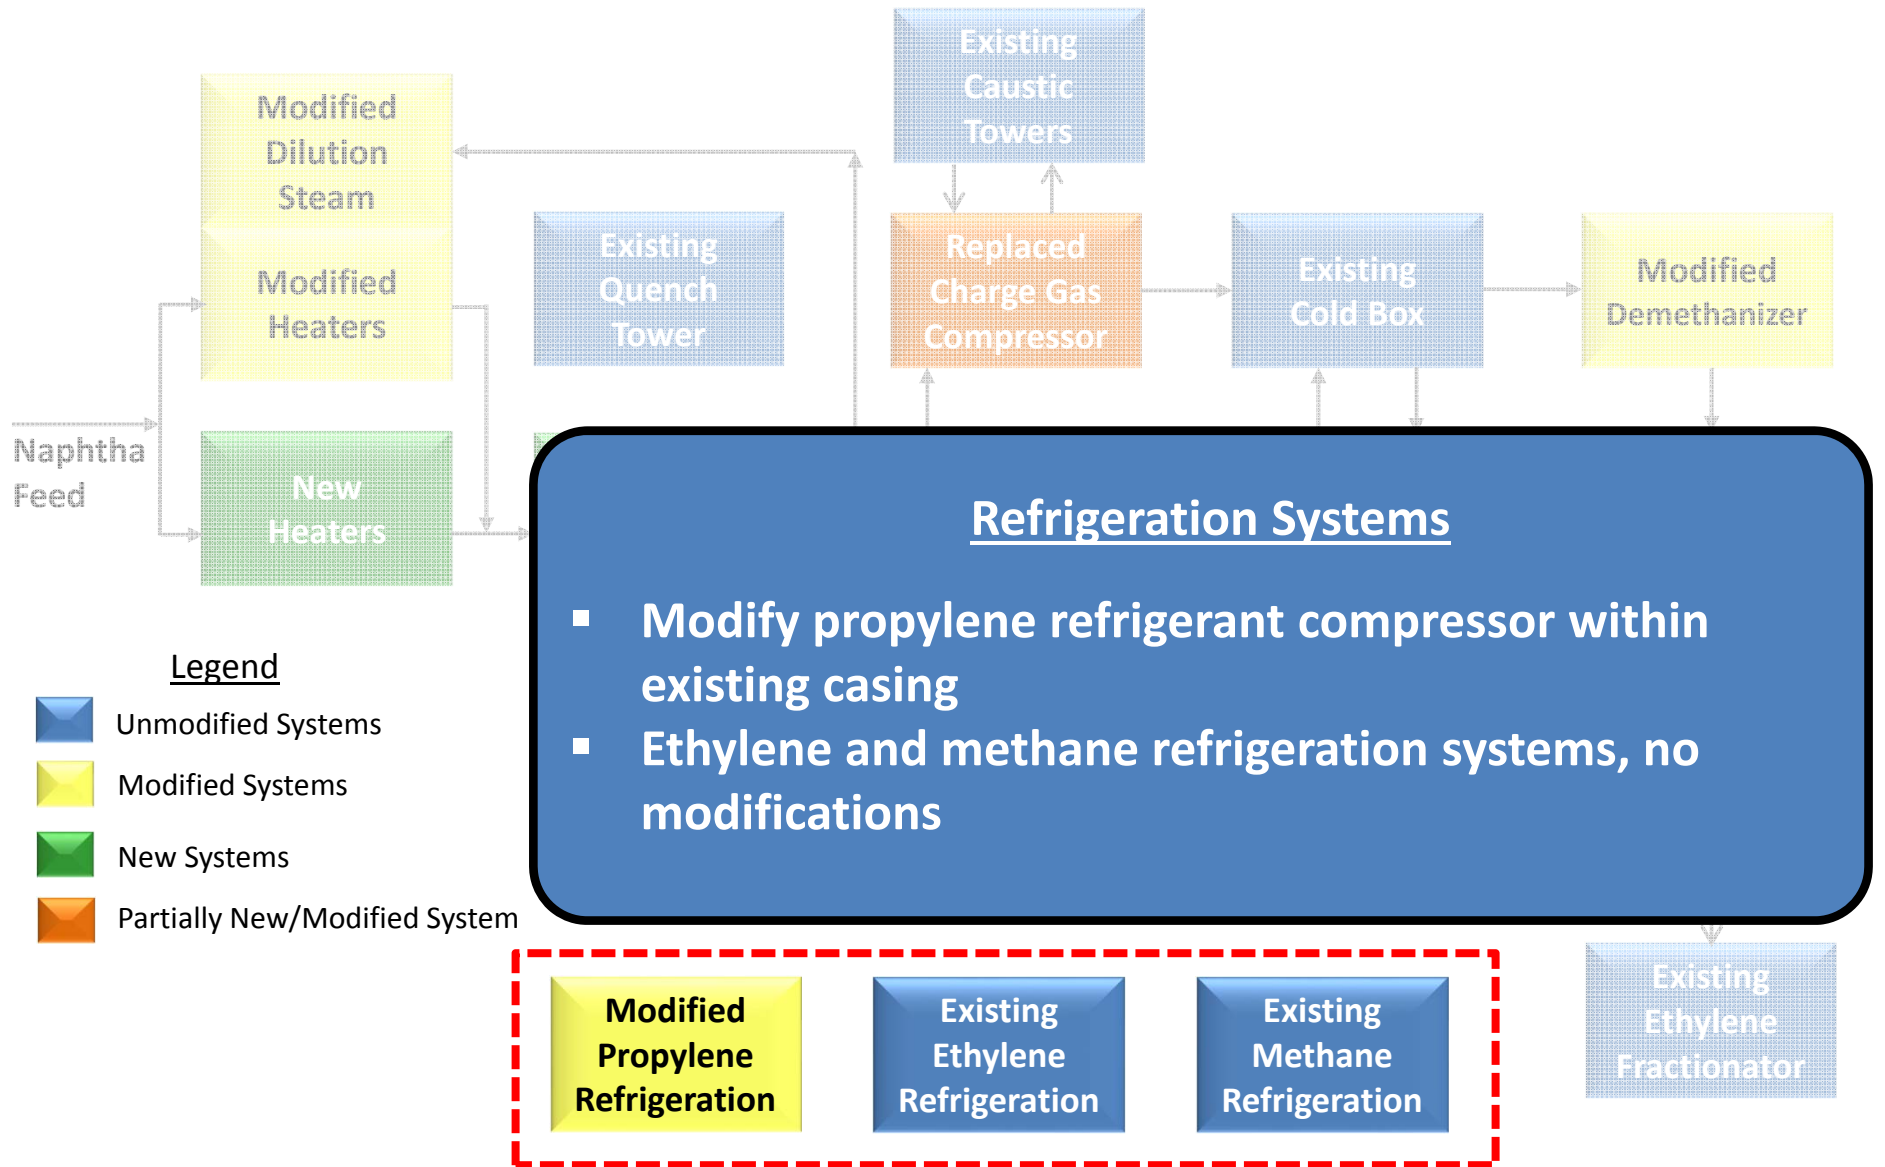 Existing
Caustic
Towers
Modified
Dilution
Steam
Modified
Heaters
Existing
Quench
Tower
Replaced
Charge Gas
Compressor
Existing
Cold Box
Modified
Demethanizer
Naphtha
Feed
New
Heaters
Refrigeration Systems
▪ Modify propylene refrigerant compressor within
existing casing
▪ Ethylene and methane refrigeration systems, no
modifications
Legend
Unmodified Systems
Modified Systems
New Systems
Partially New/Modified System
Modified
Propylene
Refrigeration
Existing
Ethylene
Refrigeration
Existing
Methane
Refrigeration
Existing
Ethylene
Fractionator